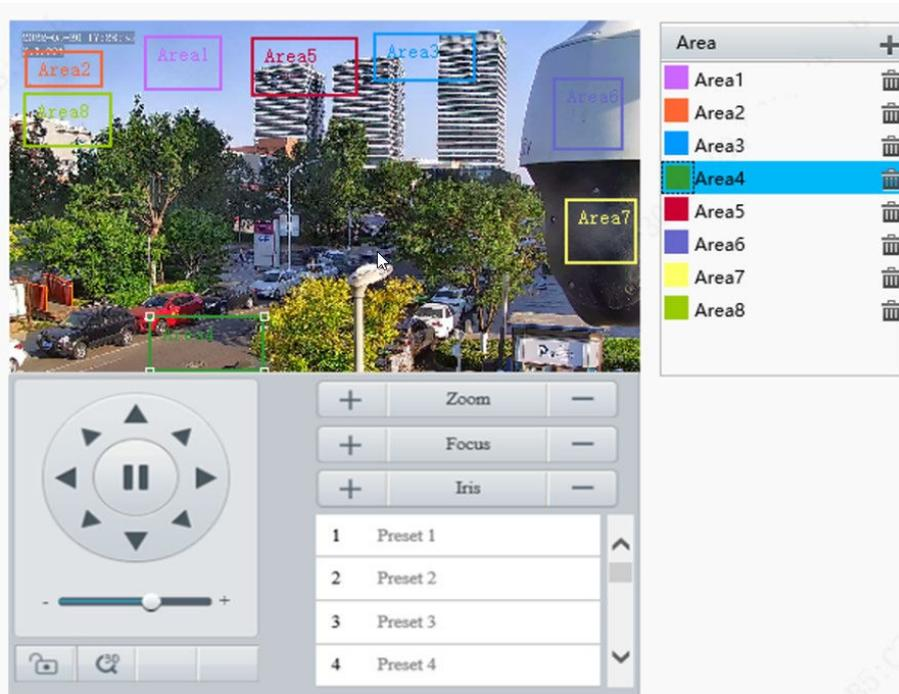 Area
Area1
Area5
Area3
Area2
Area6
Area8
Area7
Area4
Area1
Area2
Area3
Area4
Area5
Area6
Area7
Area8
+ Zoom −
+ Focus −
+ Iris −
1 Preset 1
2 Preset 2
3 Preset 3
4 Preset 4
- +
3D